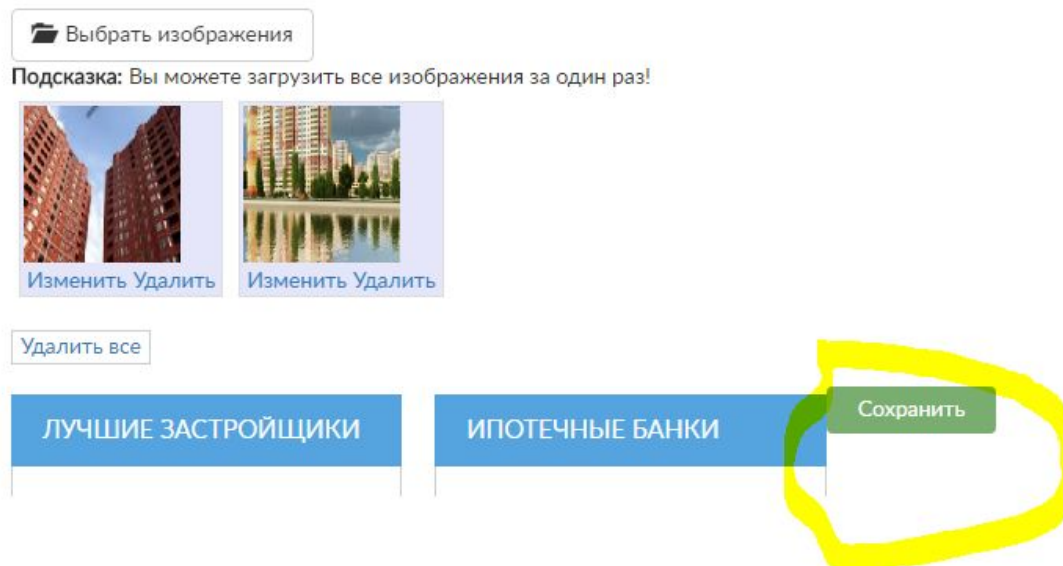 Выбрать изображения
Подсказка: Вы можете загрузить все изображения за один раз!
Изменить Удалить
Изменить Удалить
Удалить все
ЛУЧШИЕ ЗАСТРОЙЩИКИ
ИПОТЕЧНЫЕ БАНКИ
Сохранить